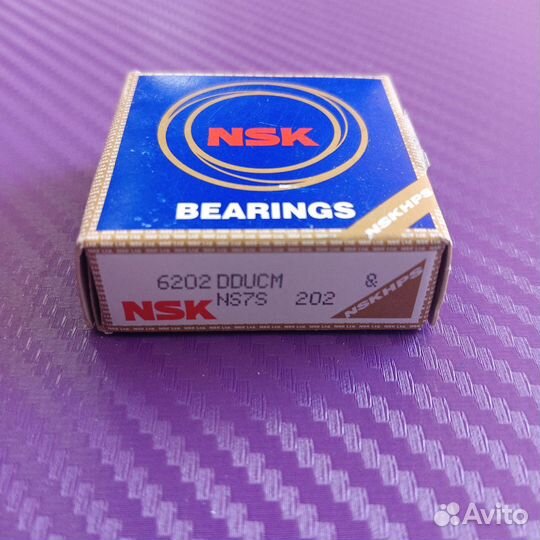 NSK
BEARINGS
NSKHPS
6202 DDUCM &
NSK NS7S 202
NSKHPS
Avito